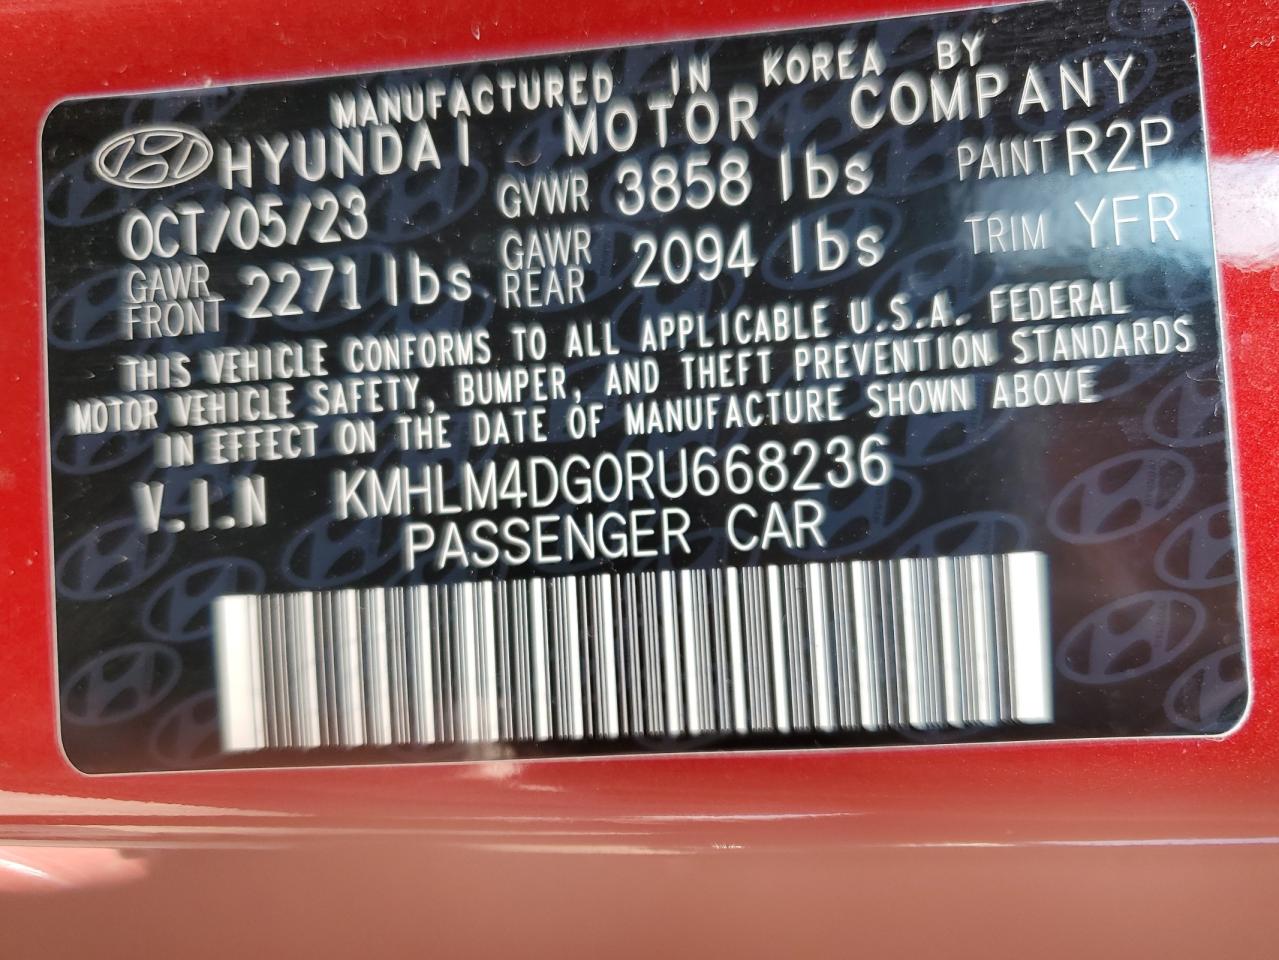 MANUFACTURED IN KOREA BY
HYUNDAI MOTOR COMPANY
OCT/05/23 GVWR 3858 lbs PAINT R2P
GAWR FRONT 2271 lbs GAWR REAR 2094 lbs TRIM YFR
THIS VEHICLE CONFORMS TO ALL APPLICABLE U.S.A. FEDERAL
MOTOR VEHICLE SAFETY, BUMPER, AND THEFT PREVENTION STANDARDS
IN EFFECT ON THE DATE OF MANUFACTURE SHOWN ABOVE
V.I.N KMHLM4DG0RU668236
PASSENGER CAR